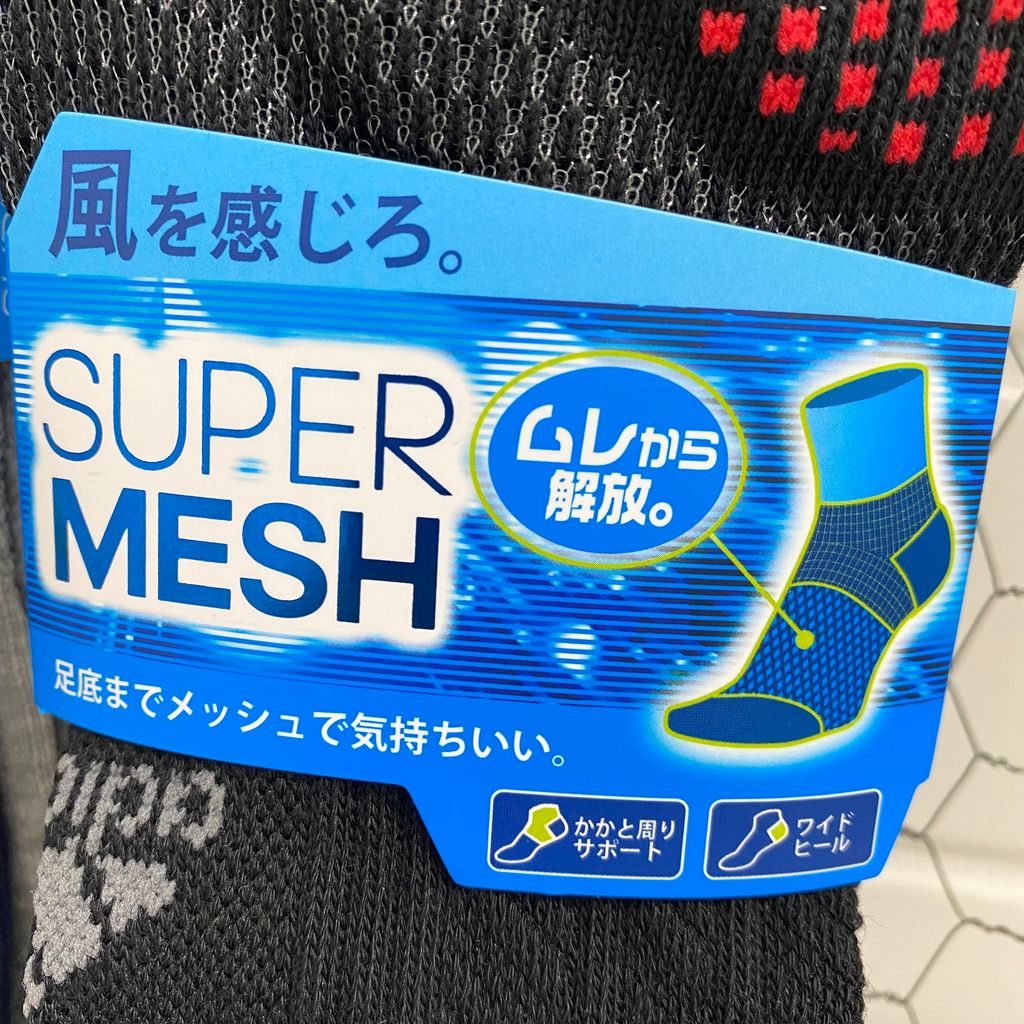 風を感じろ。
SUPER
MESH
ムレから
解放。
足底までメッシュで気持ちいい。
かかと周り
サポート
ワイド
ヒール